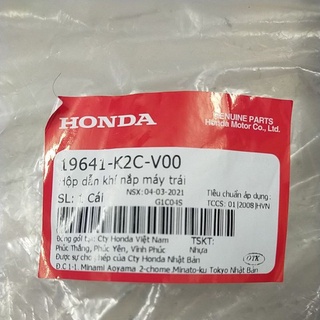 HONDA
GENUINE PARTS
Honda Motor Co., Ltd.
19641-K2C-V00
Hộp dẫn khí nắp máy trái
SL: 1 Cái
NSX: 04-03-2021
G1C04S
Tiêu chuẩn áp dụng:
TCCS: 01|2008|HVN
Đóng gói tại: Cty Honda Việt Nam
Phúc Thắng, Phúc Yên, Vĩnh Phúc
TSKT:
Nhựa
Được sự cho phép của Cty Honda Nhật Bản
Đ.C 1-1, Minami Aoyama 2-chome Minato-ku Tokyo Nhật Bản
OTK